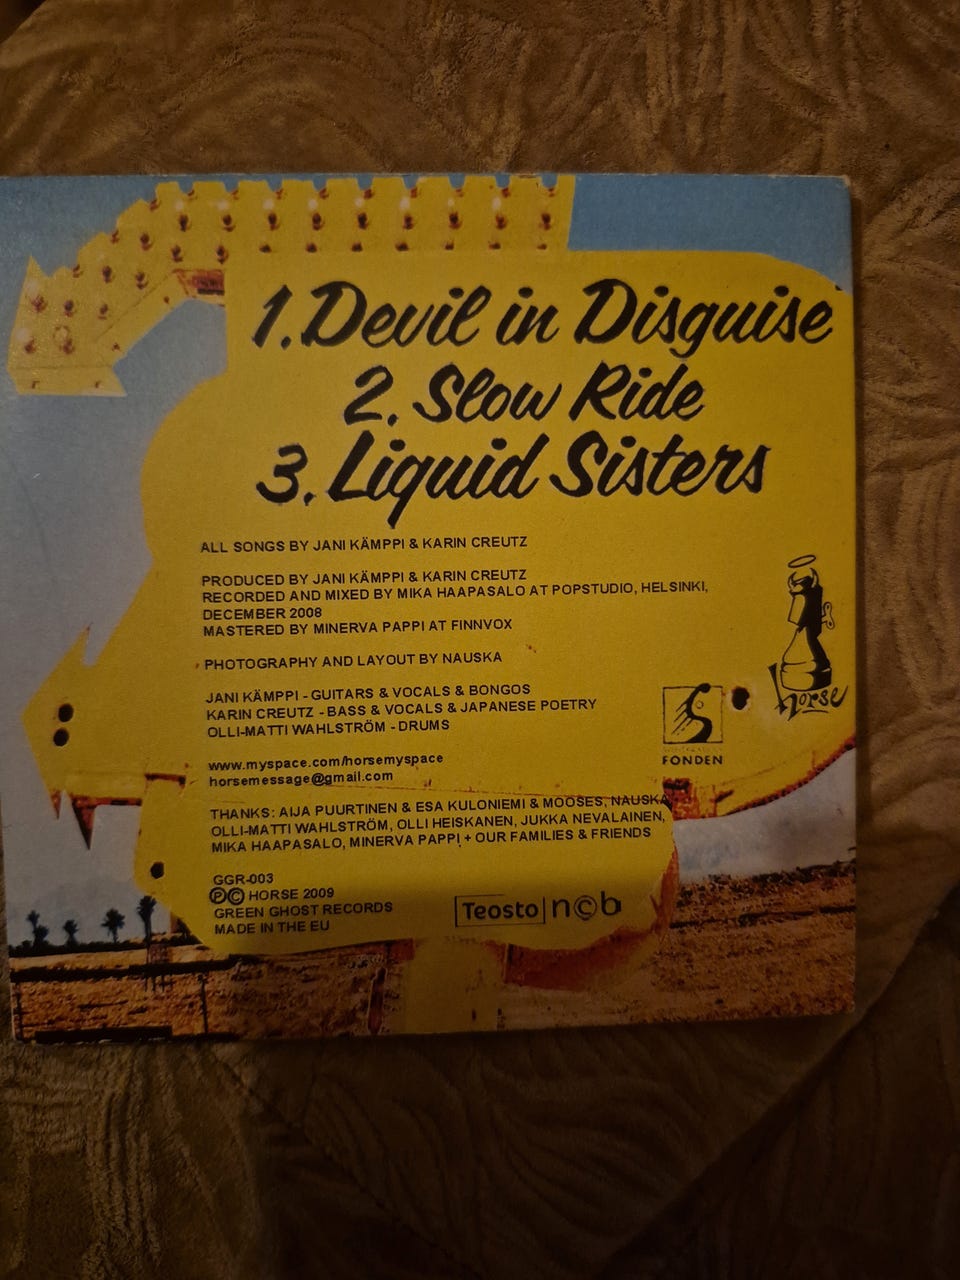 1. Devil in Disguise
2. Slow Ride
3. Liquid Sisters
ALL SONGS BY JANI KÄMPPI & KARIN CREUTZ
PRODUCED BY JANI KÄMPPI & KARIN CREUTZ
RECORDED AND MIXED BY MIKA HAAPASALO AT POPSTUDIO, HELSINKI,
DECEMBER 2008
MASTERED BY MINERVA PAPPI AT FINNVOX
PHOTOGRAPHY AND LAYOUT BY NAUSKA
JANI KÄMPPI - GUITARS & VOCALS & BONGOS
KARIN CREUTZ - BASS & VOCALS & JAPANESE POETRY
OLLI-MATTI WAHLSTRÖM - DRUMS
horse
FONDEN
www.myspace.com/horsemyspace
horsemessage@gmail.com
THANKS: AIJA PUURTINEN & ESA KULONIEMI & MOOSES, NAUSKA,
OLLI-MATTI WAHLSTRÖM, OLLI HEISKANEN, JUKKA NEVALAINEN,
MIKA HAAPASALO, MINERVA PAPPI + OUR FAMILIES & FRIENDS
GGR-003
℗© HORSE 2009
GREEN GHOST RECORDS
MADE IN THE EU
Teosto ncb